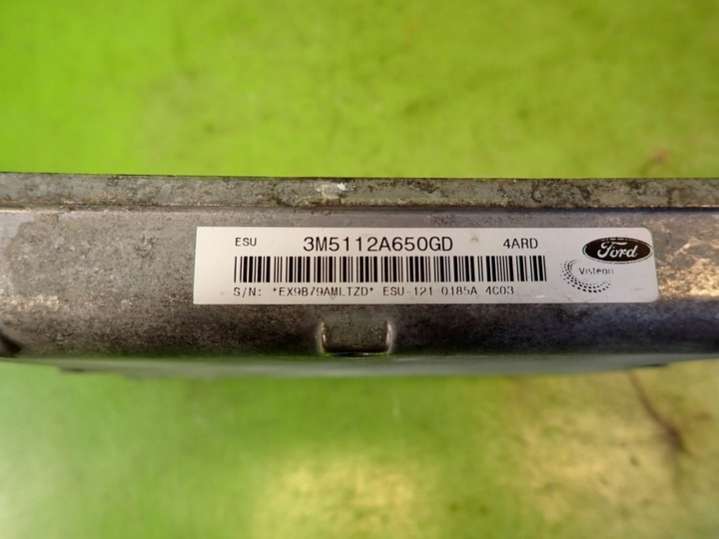 ESU 3M5112A650GD 4ARD
Ford
Visteon
S/N: *EX9B79AMLTZD* ESU-121 0185A 4C03